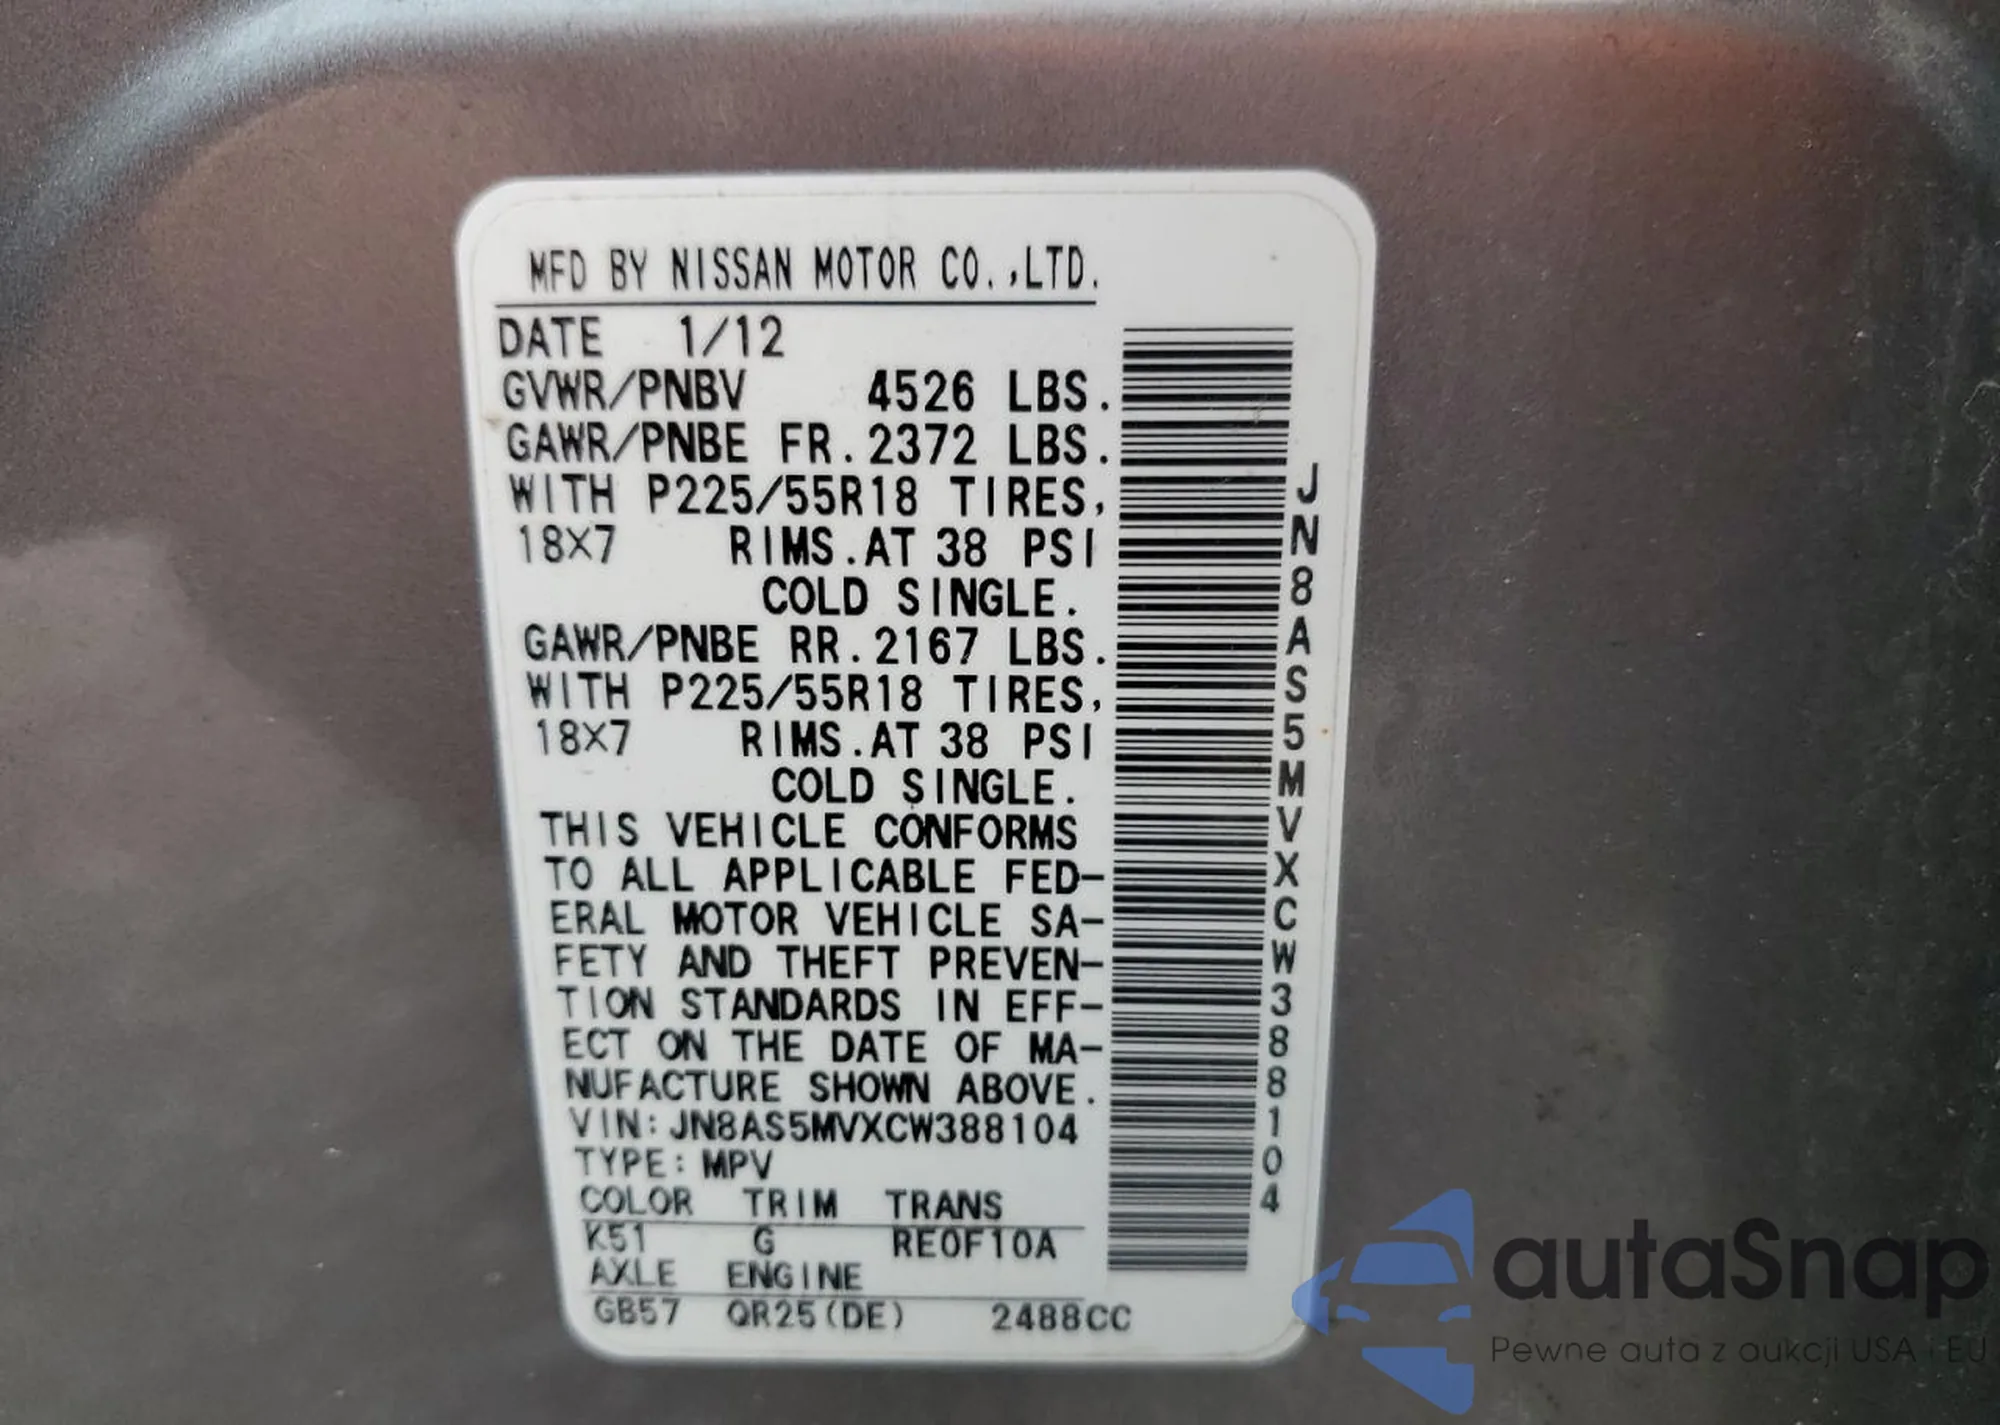 MFD BY NISSAN MOTOR CO.,LTD.
DATE 1/12
GVWR/PNBV 4526 LBS.
GAWR/PNBE FR.2372 LBS.
WITH P225/55R18 TIRES,
18X7 RIMS.AT 38 PSI
COLD SINGLE.
GAWR/PNBE RR.2167 LBS.
WITH P225/55R18 TIRES,
18X7 RIMS.AT 38 PSI
COLD SINGLE.
THIS VEHICLE CONFORMS
TO ALL APPLICABLE FED-
ERAL MOTOR VEHICLE SA-
FETY AND THEFT PREVEN-
TION STANDARDS IN EFF-
ECT ON THE DATE OF MA-
NUFACTURE SHOWN ABOVE.
VIN:JN8AS5MVXCW388104
TYPE:MPV
COLOR TRIM TRANS
K51 G RE0F10A
AXLE ENGINE
GB57 QR25(DE) 2488CC
JN8AS5MVXCW388104
autaSnap
Pewne auta z aukcji USA i EU